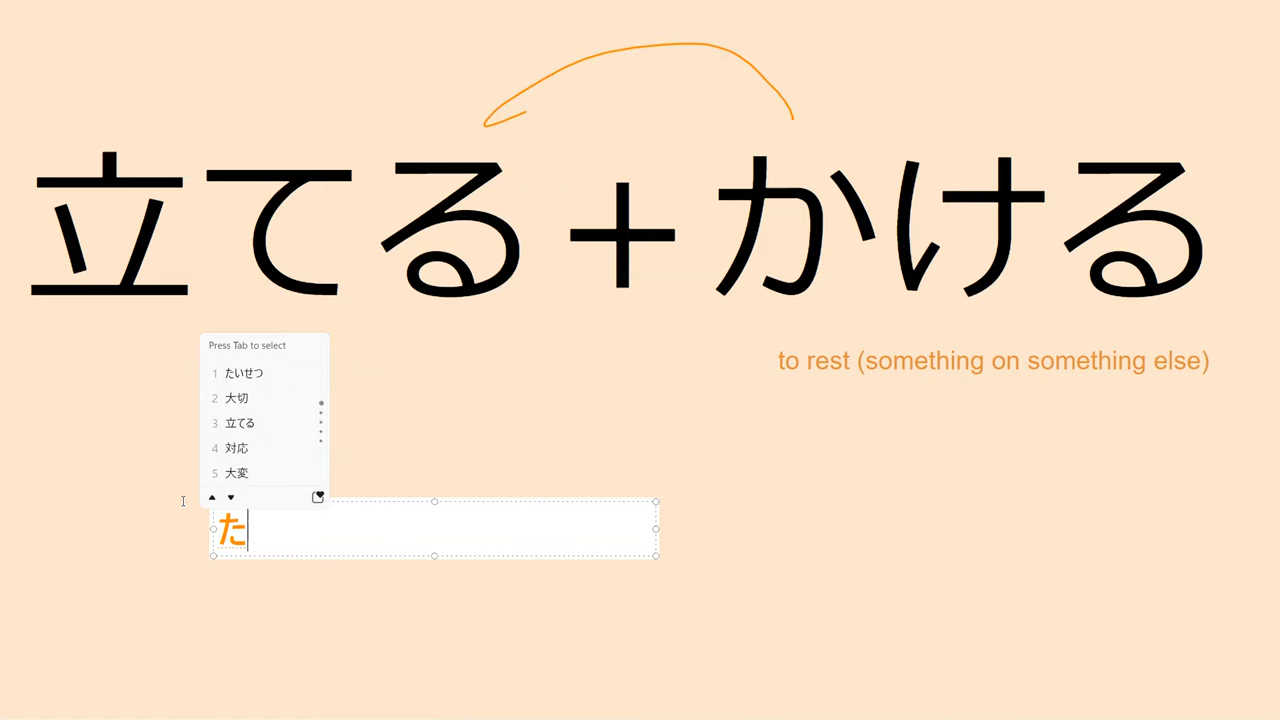 立てる+かける
to rest (something on something else)
Press Tab to select
1 たいせつ
2 大切
3 立てる
4 対応
5 大変
た